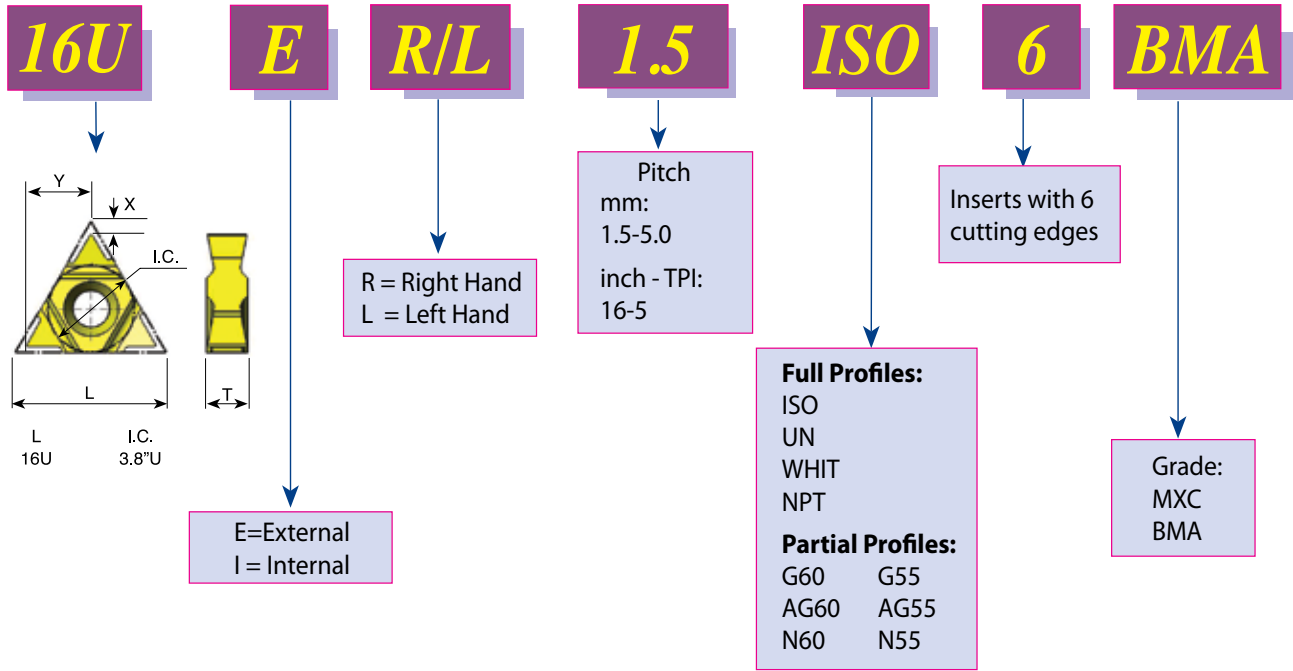 16U E R/L 1.5 ISO 6 BMA
Y
X
I.C.
L
T
L I.C.
16U 3.8"U
E=External
I = Internal
R = Right Hand
L = Left Hand
Pitch
mm:
1.5-5.0
inch - TPI:
16-5
Full Profiles:
ISO
UN
WHIT
NPT
Partial Profiles:
G60 G55
AG60 AG55
N60 N55
Inserts with 6
cutting edges
Grade:
MXC
BMA